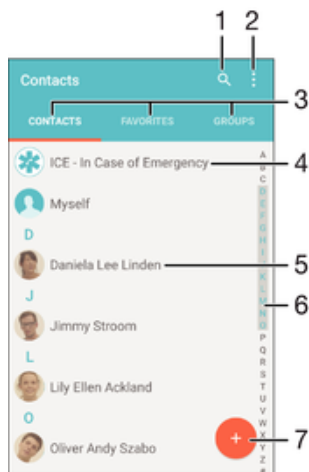 1 2
Contacts
3
CONTACTS FAVORITES GROUPS
ICE - In Case of Emergency
4
Myself
D
Daniela Lee Linden
5
J
Jimmy Stroom
6
L
Lily Ellen Ackland
O
Oliver Andy Szabo
+
7
A
B
C
D
E
F
G
H
I
K
L
M
N
O
P
Q
R
S
T
U
V
W
X
Y
Z